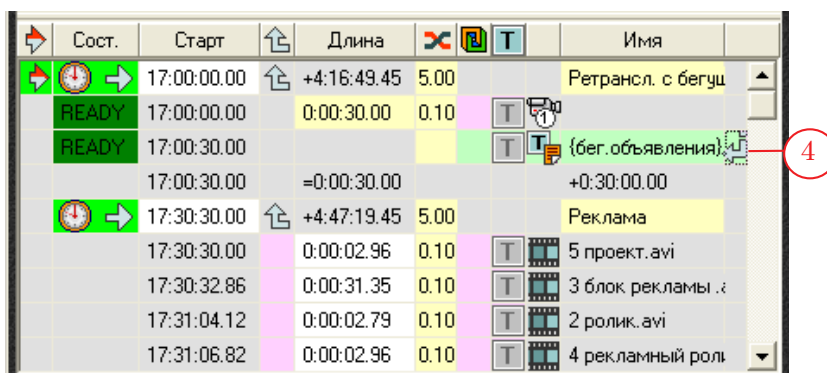 Сост. Старт Длина T Имя
17:00:00.00 +4:16:49.45 5.00 Ретрансл. с бегущ
READY 17:00:00.00 0:00:30.00 0.10 T 1
READY 17:00:30.00 T T {бег.объявления} 4
17:00:30.00 =0:00:30.00 +0:30:00.00
17:30:30.00 +4:47:19.45 5.00 Реклама
17:30:30.00 0:00:02.96 0.10 T 5 проект.avi
17:30:32.86 0:00:31.35 0.10 T 3 блок рекламы .a
17:31:04.12 0:00:02.79 0.10 T 2 ролик.avi
17:31:06.82 0:00:02.96 0.10 T 4 рекламный роли